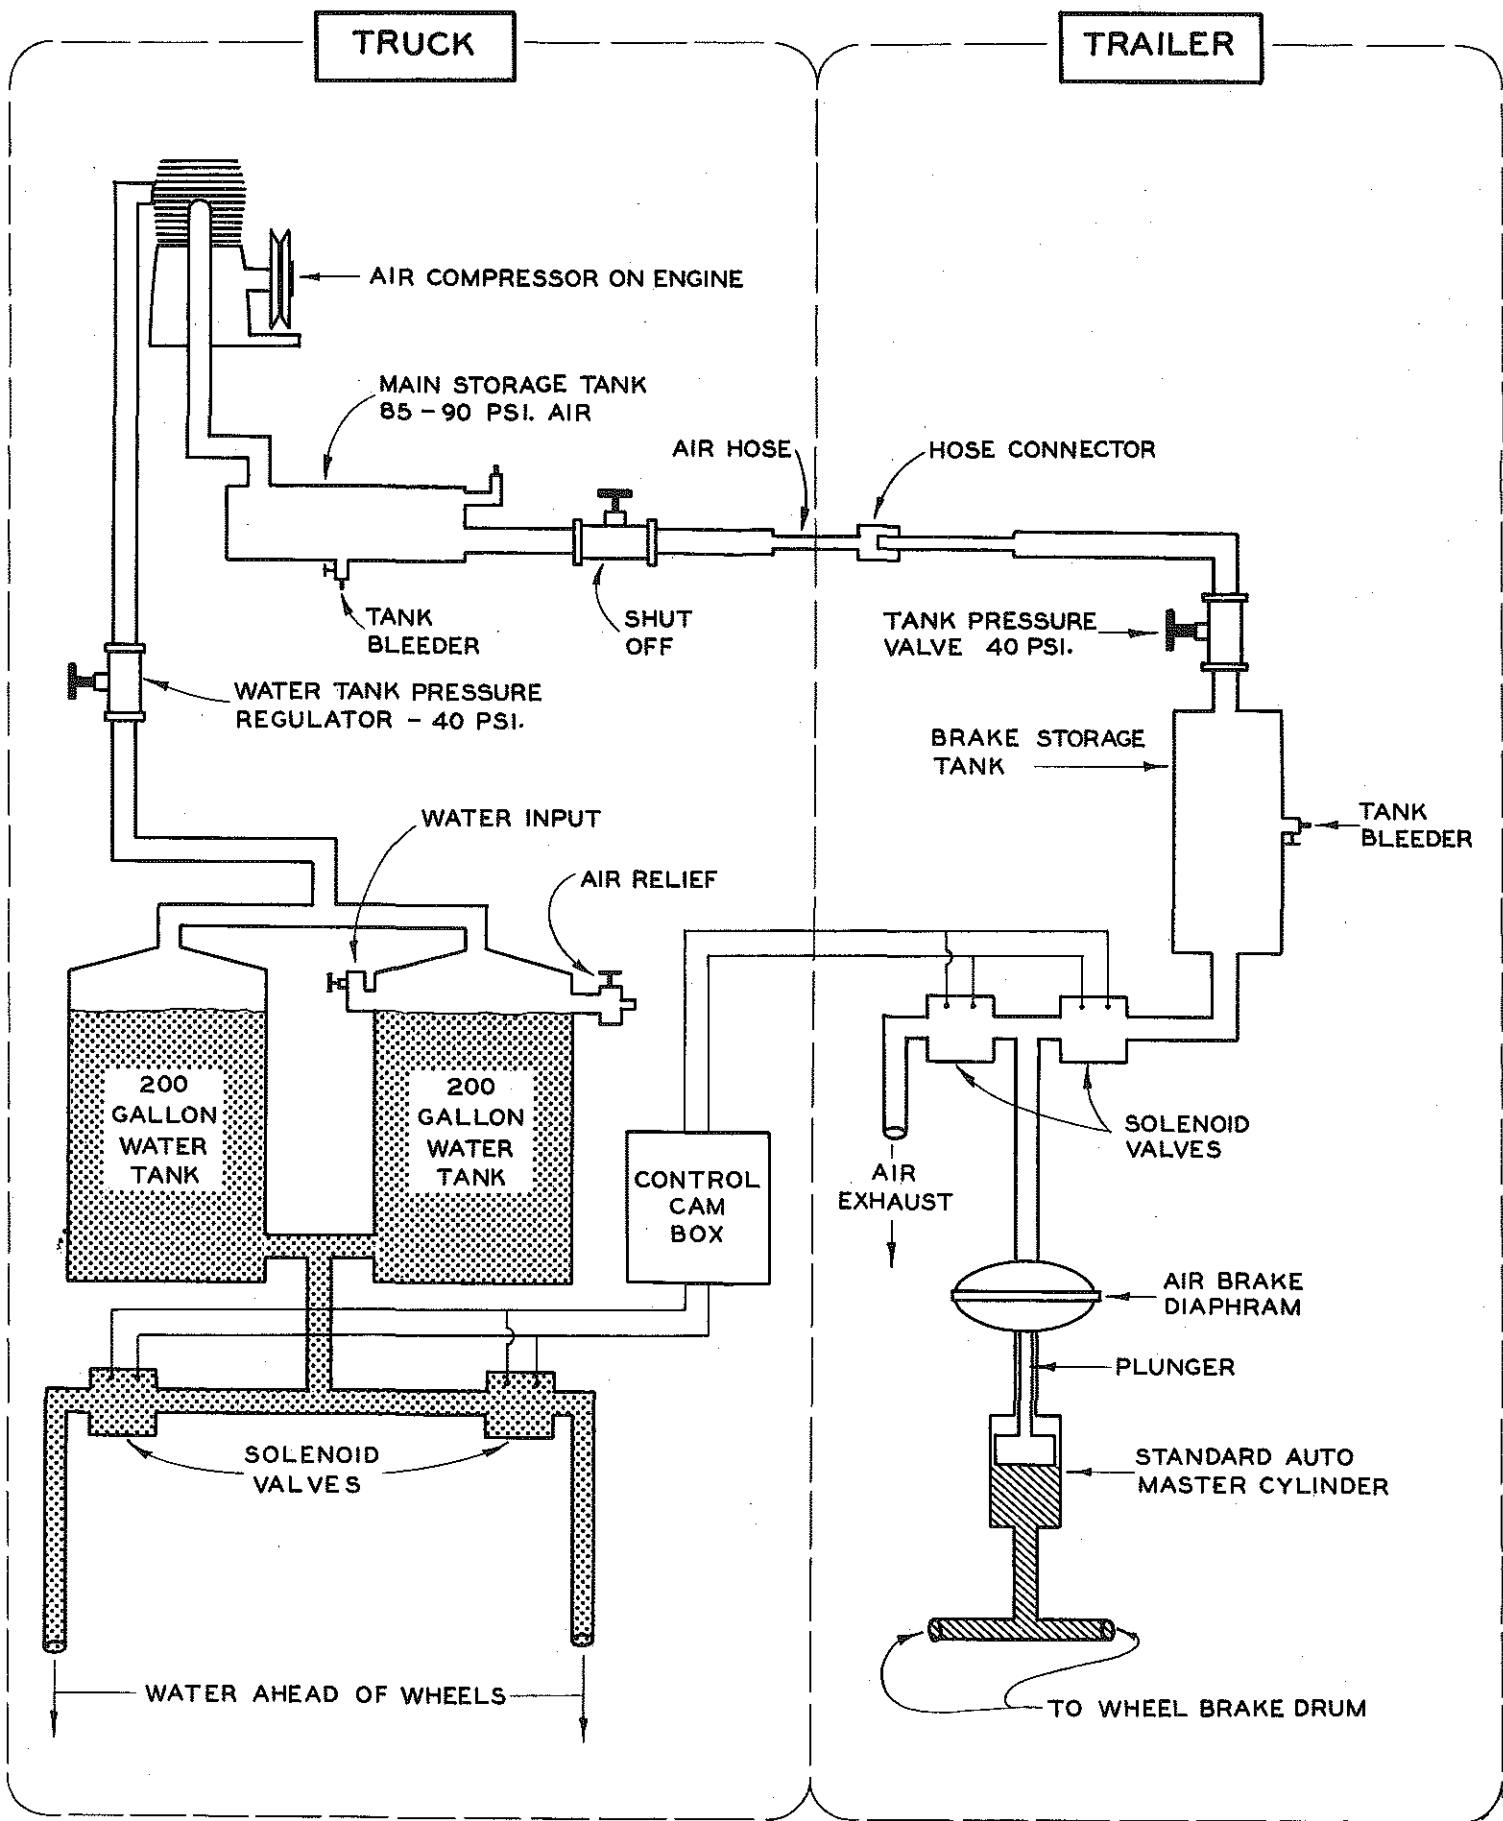 TRUCK
TRAILER
AIR COMPRESSOR ON ENGINE
MAIN STORAGE TANK
85-90 PSI. AIR
AIR HOSE
HOSE CONNECTOR
TANK
BLEEDER
SHUT
OFF
TANK PRESSURE
VALVE 40 PSI.
WATER TANK PRESSURE
REGULATOR - 40 PSI.
BRAKE STORAGE
TANK
TANK
BLEEDER
WATER INPUT
AIR RELIEF
200
GALLON
WATER
TANK
200
GALLON
WATER
TANK
CONTROL
CAM
BOX
SOLENOID
VALVES
AIR
EXHAUST
AIR BRAKE
DIAPHRAM
PLUNGER
SOLENOID
VALVES
STANDARD AUTO
MASTER CYLINDER
WATER AHEAD OF WHEELS
TO WHEEL BRAKE DRUM